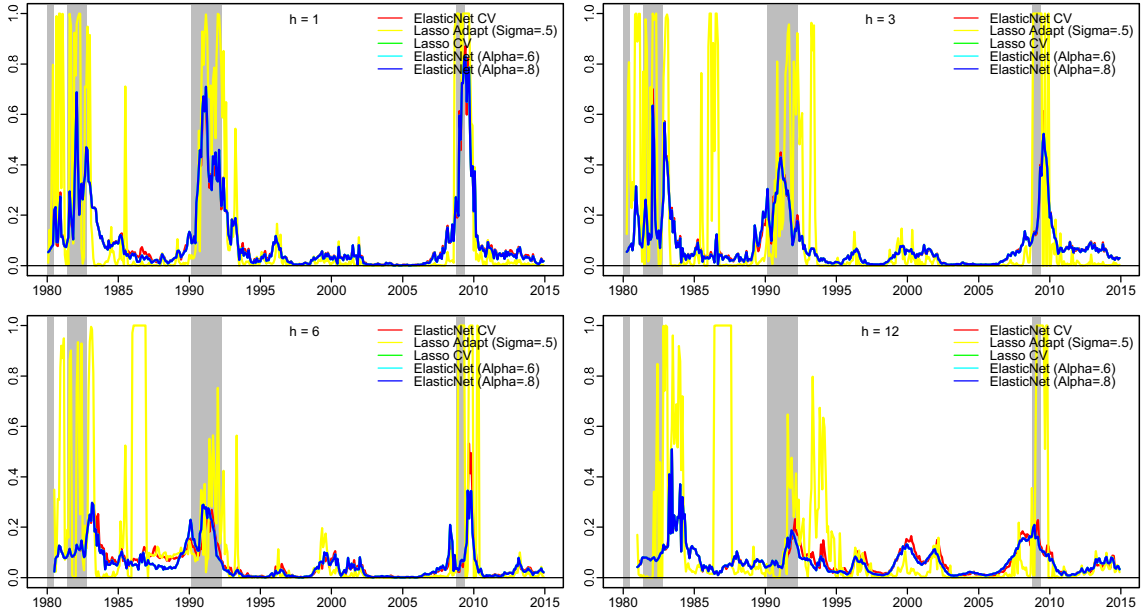 h = 1
ElasticNet CV
Lasso Adapt (Sigma=.5)
Lasso CV
ElasticNet (Alpha=.6)
ElasticNet (Alpha=.8)
0.0 0.2 0.4 0.6 0.8 1.0
1980 1985 1990 1995 2000 2005 2010 2015
h = 3
ElasticNet CV
Lasso Adapt (Sigma=.5)
Lasso CV
ElasticNet (Alpha=.6)
ElasticNet (Alpha=.8)
0.0 0.2 0.4 0.6 0.8 1.0
1980 1985 1990 1995 2000 2005 2010 2015
h = 6
ElasticNet CV
Lasso Adapt (Sigma=.5)
Lasso CV
ElasticNet (Alpha=.6)
ElasticNet (Alpha=.8)
0.0 0.2 0.4 0.6 0.8 1.0
1980 1985 1990 1995 2000 2005 2010 2015
h = 12
ElasticNet CV
Lasso Adapt (Sigma=.5)
Lasso CV
ElasticNet (Alpha=.6)
ElasticNet (Alpha=.8)
0.0 0.2 0.4 0.6 0.8 1.0
1980 1985 1990 1995 2000 2005 2010 2015